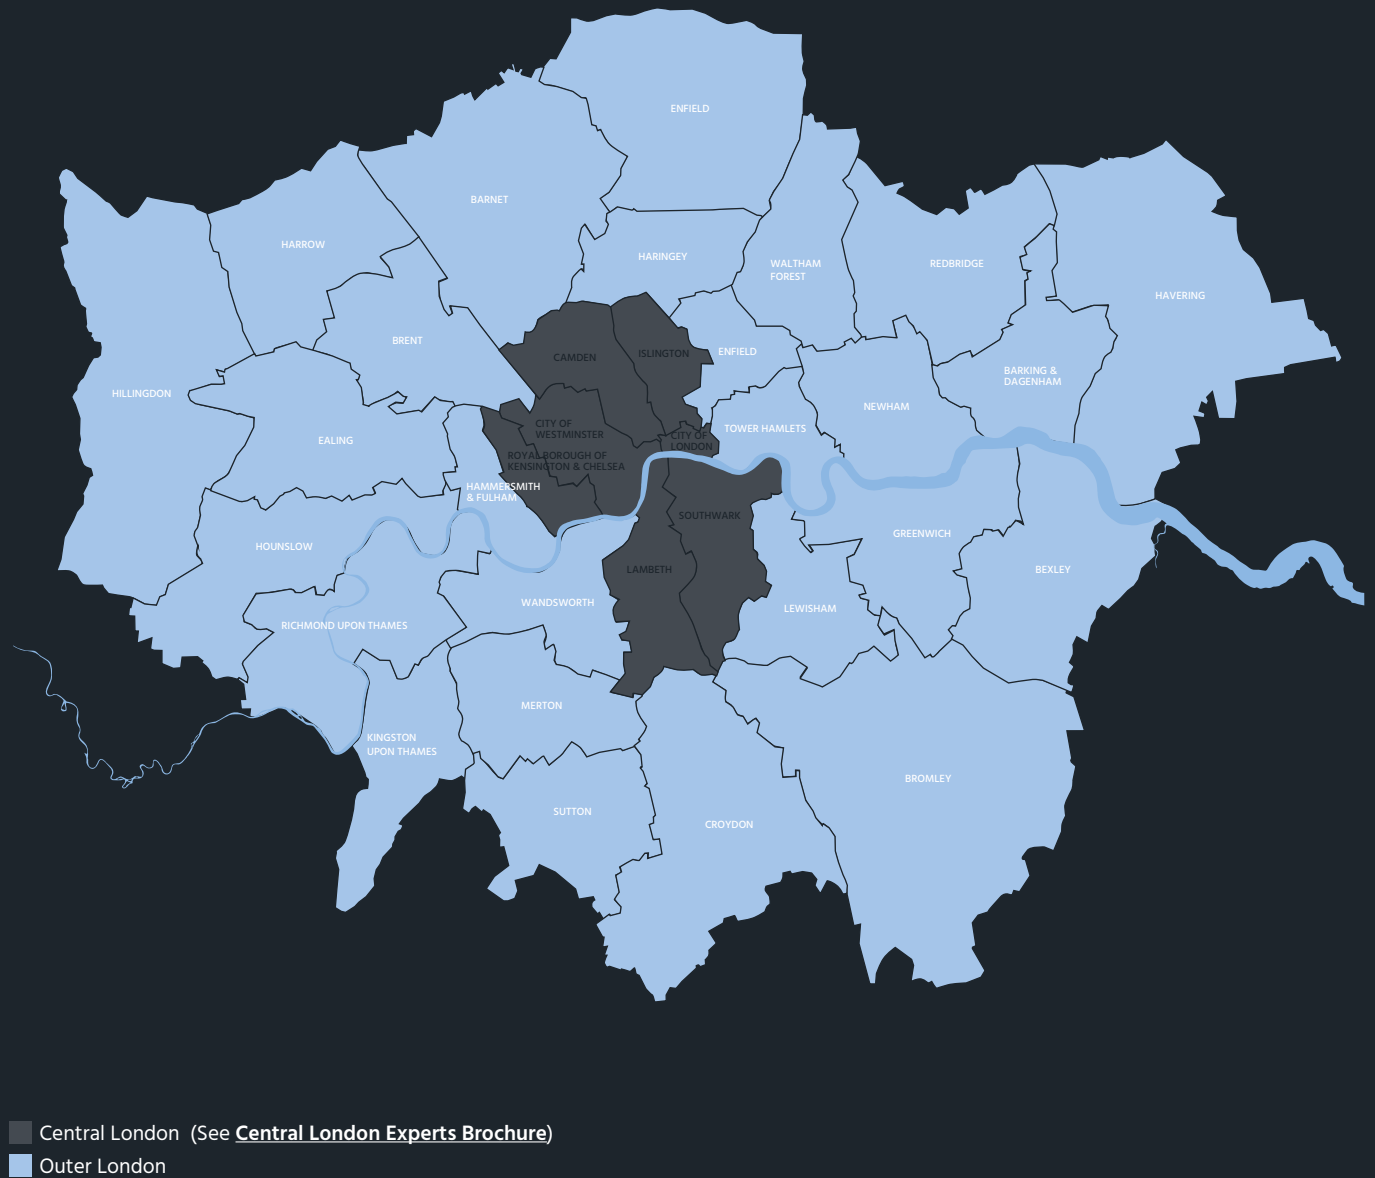 ENFIELD
BARNET
HARROW
HARINGEY
WALTHAM
FOREST
REDBRIDGE
HAVERING
BRENT
CAMDEN
ISLINGTON
ENFIELD
BARKING &
DAGENHAM
HILLINGDON
NEWHAM
EALING
CITY OF
WESTMINSTER
CITY OF
LONDON
TOWER HAMLETS
ROYAL BOROUGH OF
KENSINGTON & CHELSEA
HAMMERSMITH
& FULHAM
SOUTHWARK
GREENWICH
HOUNSLOW
LAMBETH
BEXLEY
WANDSWORTH
LEWISHAM
RICHMOND UPON THAMES
MERTON
KINGSTON
UPON THAMES
BROMLEY
SUTTON
CROYDON
Central London (See Central London Experts Brochure)
Outer London